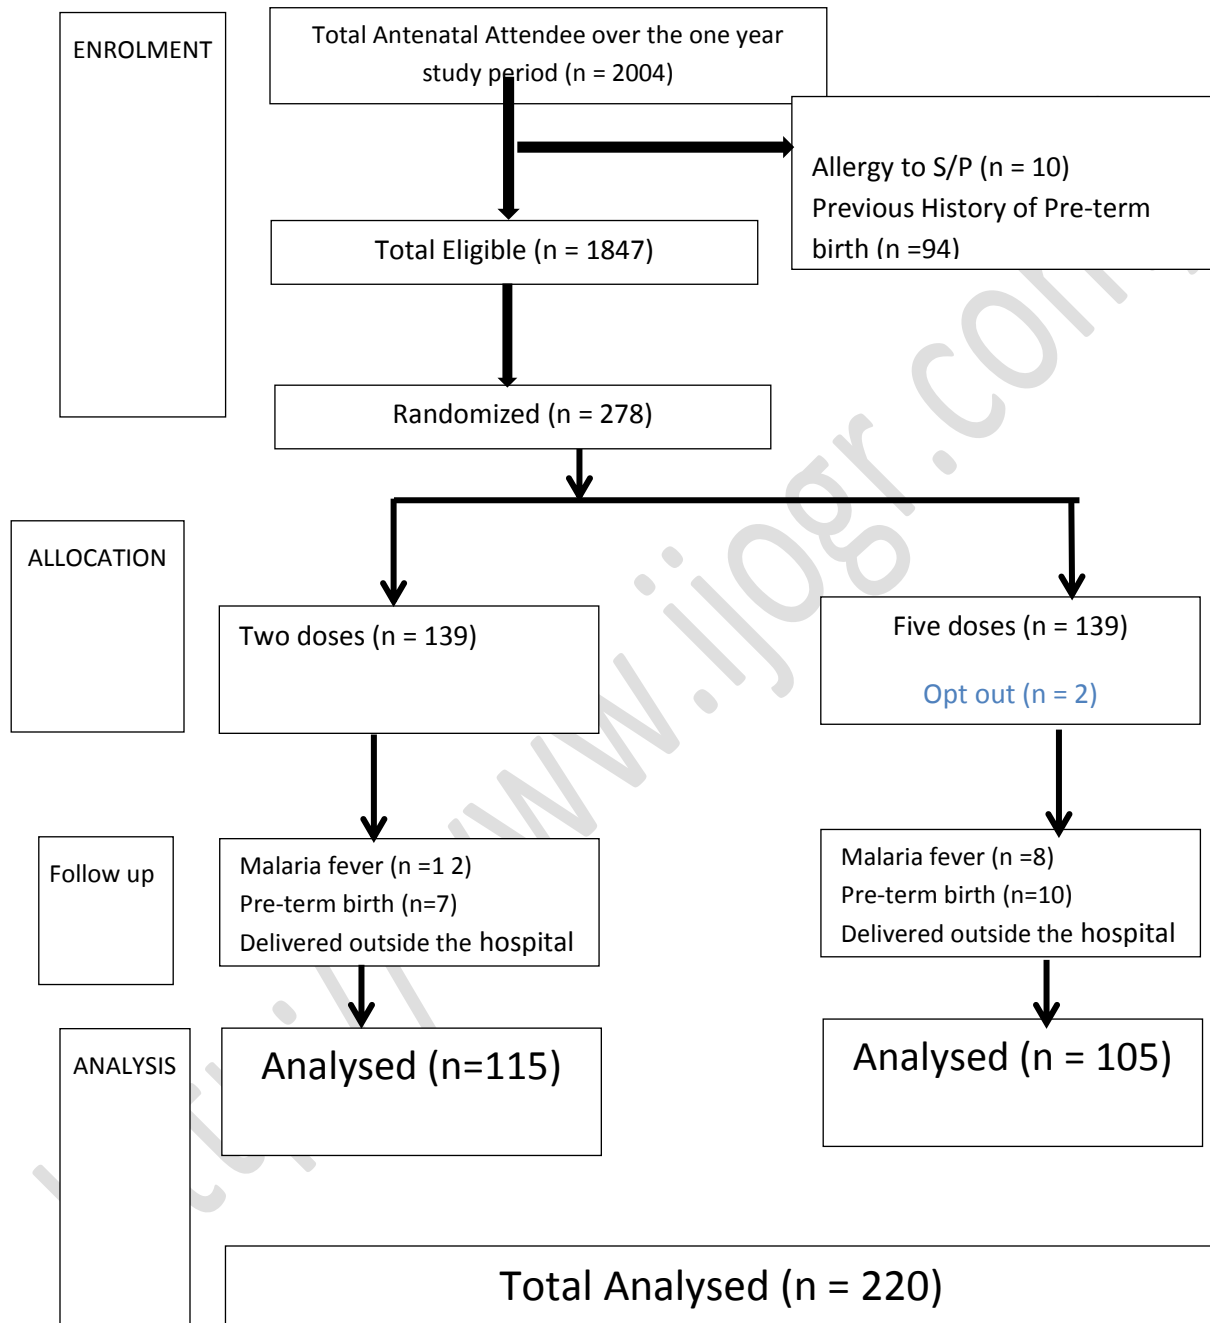 ENROLMENT
Total Antenatal Attendee over the one year
study period (n = 2004)
Allergy to S/P (n = 10)
Previous History of Pre-term
birth (n =94)
Total Eligible (n = 1847)
Randomized (n = 278)
ALLOCATION
Two doses (n = 139)
Five doses (n = 139)
Opt out (n = 2)
Follow up
Malaria fever (n =1 2)
Pre-term birth (n=7)
Delivered outside the hospital
Malaria fever (n =8)
Pre-term birth (n=10)
Delivered outside the hospital
ANALYSIS
Analysed (n=115)
Analysed (n = 105)
Total Analysed (n = 220)
www.ijogr.com